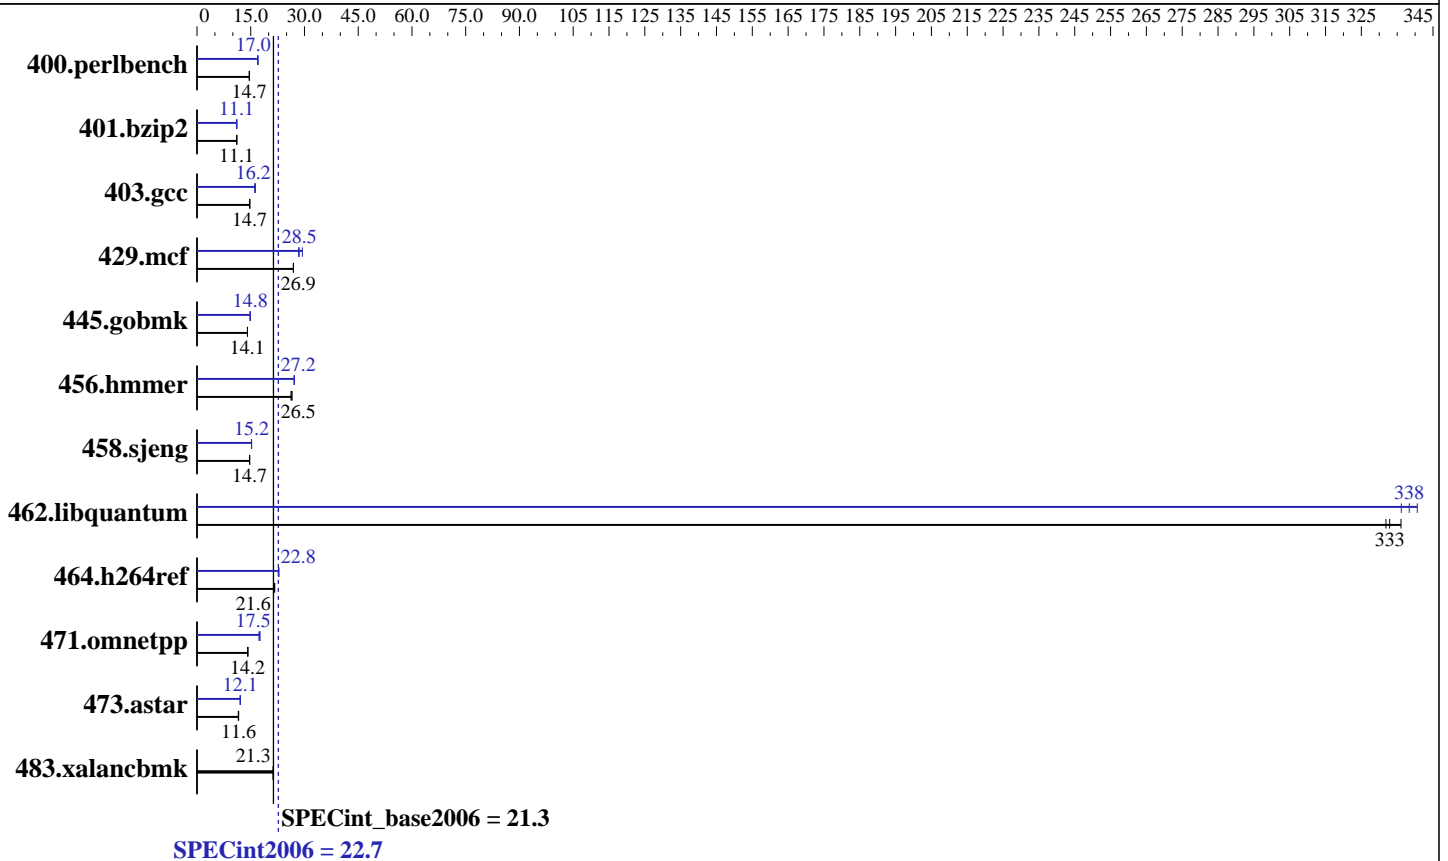 0 15.0 30.0 45.0 60.0 75.0 90.0 105 115 125 135 145 155 165 175 185 195 205 215 225 235 245 255 265 275 285 295 305 315 325 345
17.0
400.perlbench
14.7
11.1
401.bzip2
11.1
16.2
403.gcc
14.7
28.5
429.mcf
26.9
14.8
445.gobmk
14.1
27.2
456.hmmer
26.5
15.2
458.sjeng
14.7
338
462.libquantum
333
22.8
464.h264ref
21.6
17.5
471.omnetpp
14.2
12.1
473.astar
11.6
21.3
483.xalancbmk
SPECint_base2006 = 21.3
SPECint2006 = 22.7